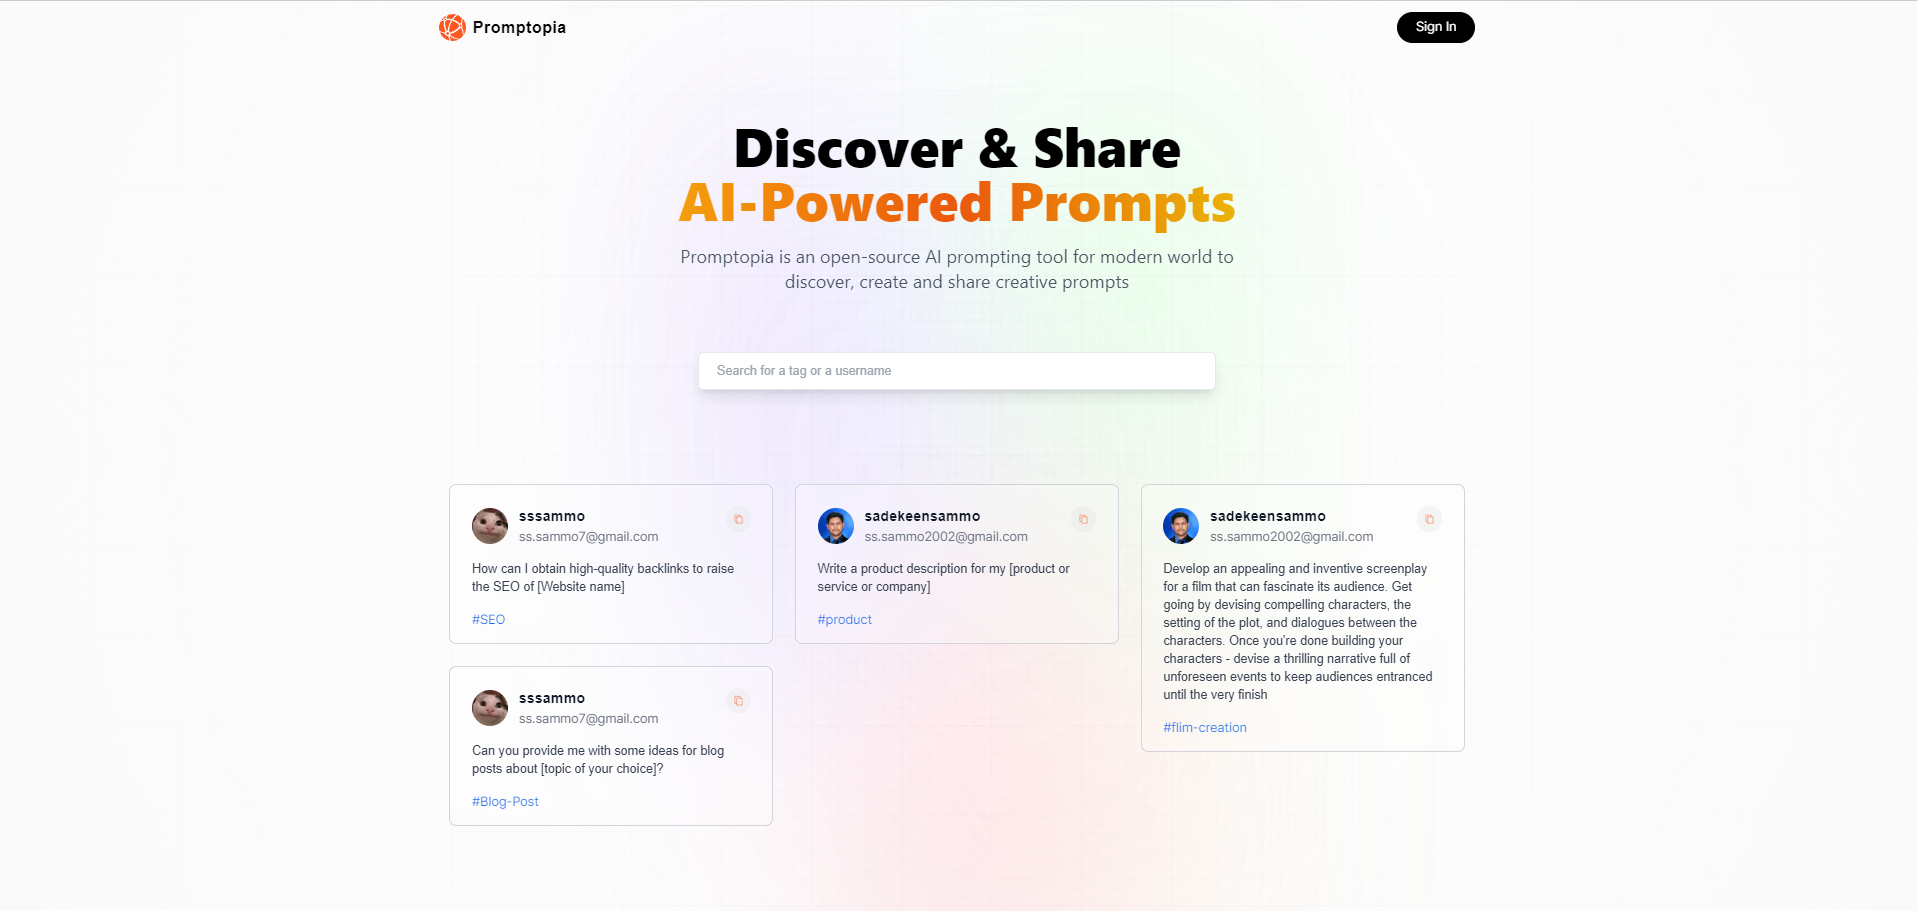 Promptopia
Sign In
Discover & Share
AI-Powered Prompts
Promptopia is an open-source AI prompting tool for modern world to
discover, create and share creative prompts
Search for a tag or a username
sssammo
ss.sammo7@gmail.com
How can I obtain high-quality backlinks to raise
the SEO of [Website name]
#SEO
sadekeensammo
ss.sammo2002@gmail.com
Write a product description for my [product or
service or company]
#product
sadekeensammo
ss.sammo2002@gmail.com
Develop an appealing and inventive screenplay
for a film that can fascinate its audience. Get
going by devising compelling characters, the
setting of the plot, and dialogues between the
characters. Once you're done building your
characters - devise a thrilling narrative full of
unforeseen events to keep audiences entranced
until the very finish
#flim-creation
sssammo
ss.sammo7@gmail.com
Can you provide me with some ideas for blog
posts about [topic of your choice]?
#Blog-Post